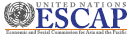 UNITED NATIONS
ESCAP
Economic and Social Commission for Asia and the Pacific